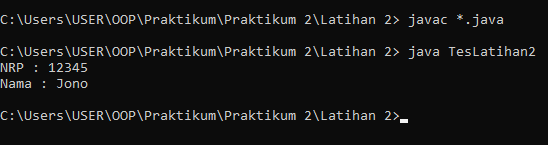 C:\Users\USER\OOP\Praktikum\Praktikum 2\Latihan 2> javac *.java
C:\Users\USER\OOP\Praktikum\Praktikum 2\Latihan 2> java TesLatihan2
NRP : 12345
Nama : Jono
C:\Users\USER\OOP\Praktikum\Praktikum 2\Latihan 2>